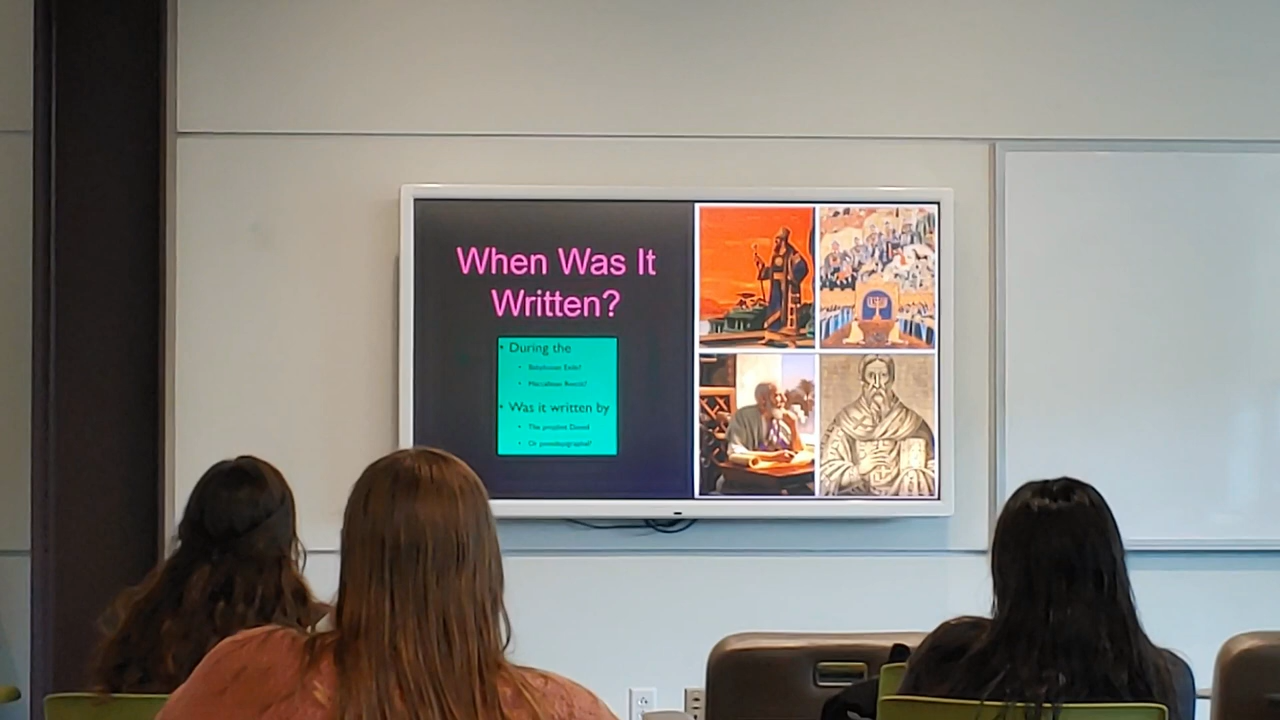 When Was It
Written?
• During the
• Babylonian Exile?
• Maccabean Revolt?
• Was it written by
• The prophet Daniel
• Or pseudepigrapha?